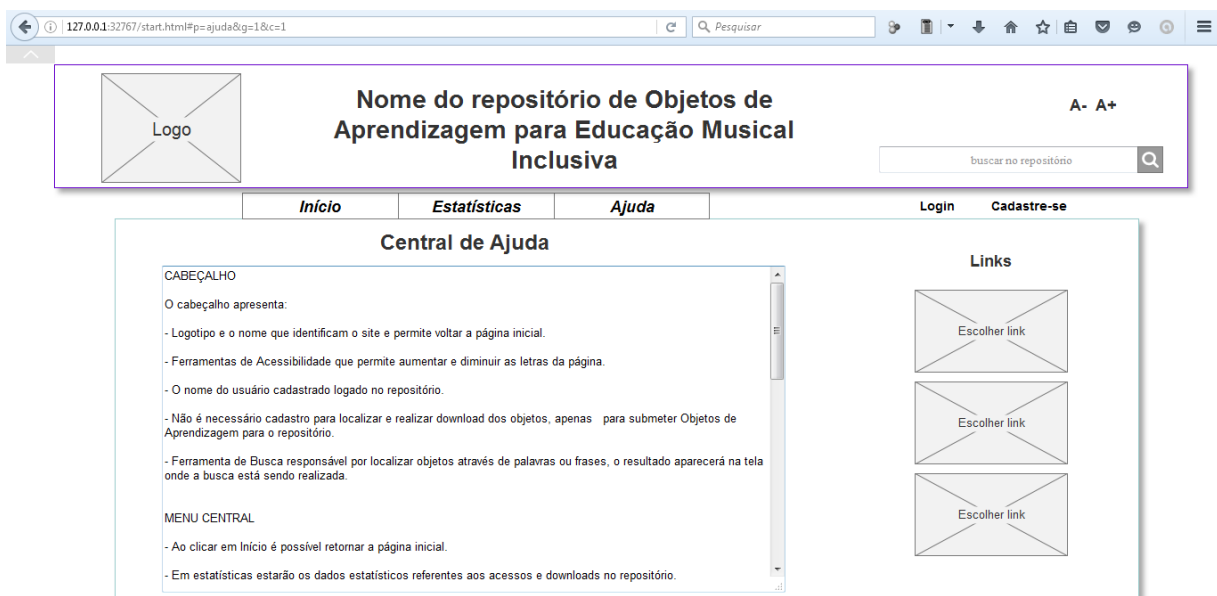 127.0.0.1:32767/start.html#p=ajuda&g=1&c=1
Pesquisar
Logo
Nome do repositório de Objetos de
Aprendizagem para Educação Musical
Inclusiva
A- A+
buscar no repositório
Início Estatísticas Ajuda
Login Cadastre-se
Central de Ajuda
CABEÇALHO
O cabeçalho apresenta:
- Logotipo e o nome que identificam o site e permite voltar a página inicial.
- Ferramentas de Acessibilidade que permite aumentar e diminuir as letras da página.
- O nome do usuário cadastrado logado no repositório.
- Não é necessário cadastro para localizar e realizar download dos objetos, apenas para submeter Objetos de
Aprendizagem para o repositório.
- Ferramenta de Busca responsável por localizar objetos através de palavras ou frases, o resultado aparecerá na tela
onde a busca está sendo realizada.
MENU CENTRAL
- Ao clicar em Início é possível retornar a página inicial.
- Em estatísticas estarão os dados estatísticos referentes aos acessos e downloads no repositório.
Links
Escolher link
Escolher link
Escolher link